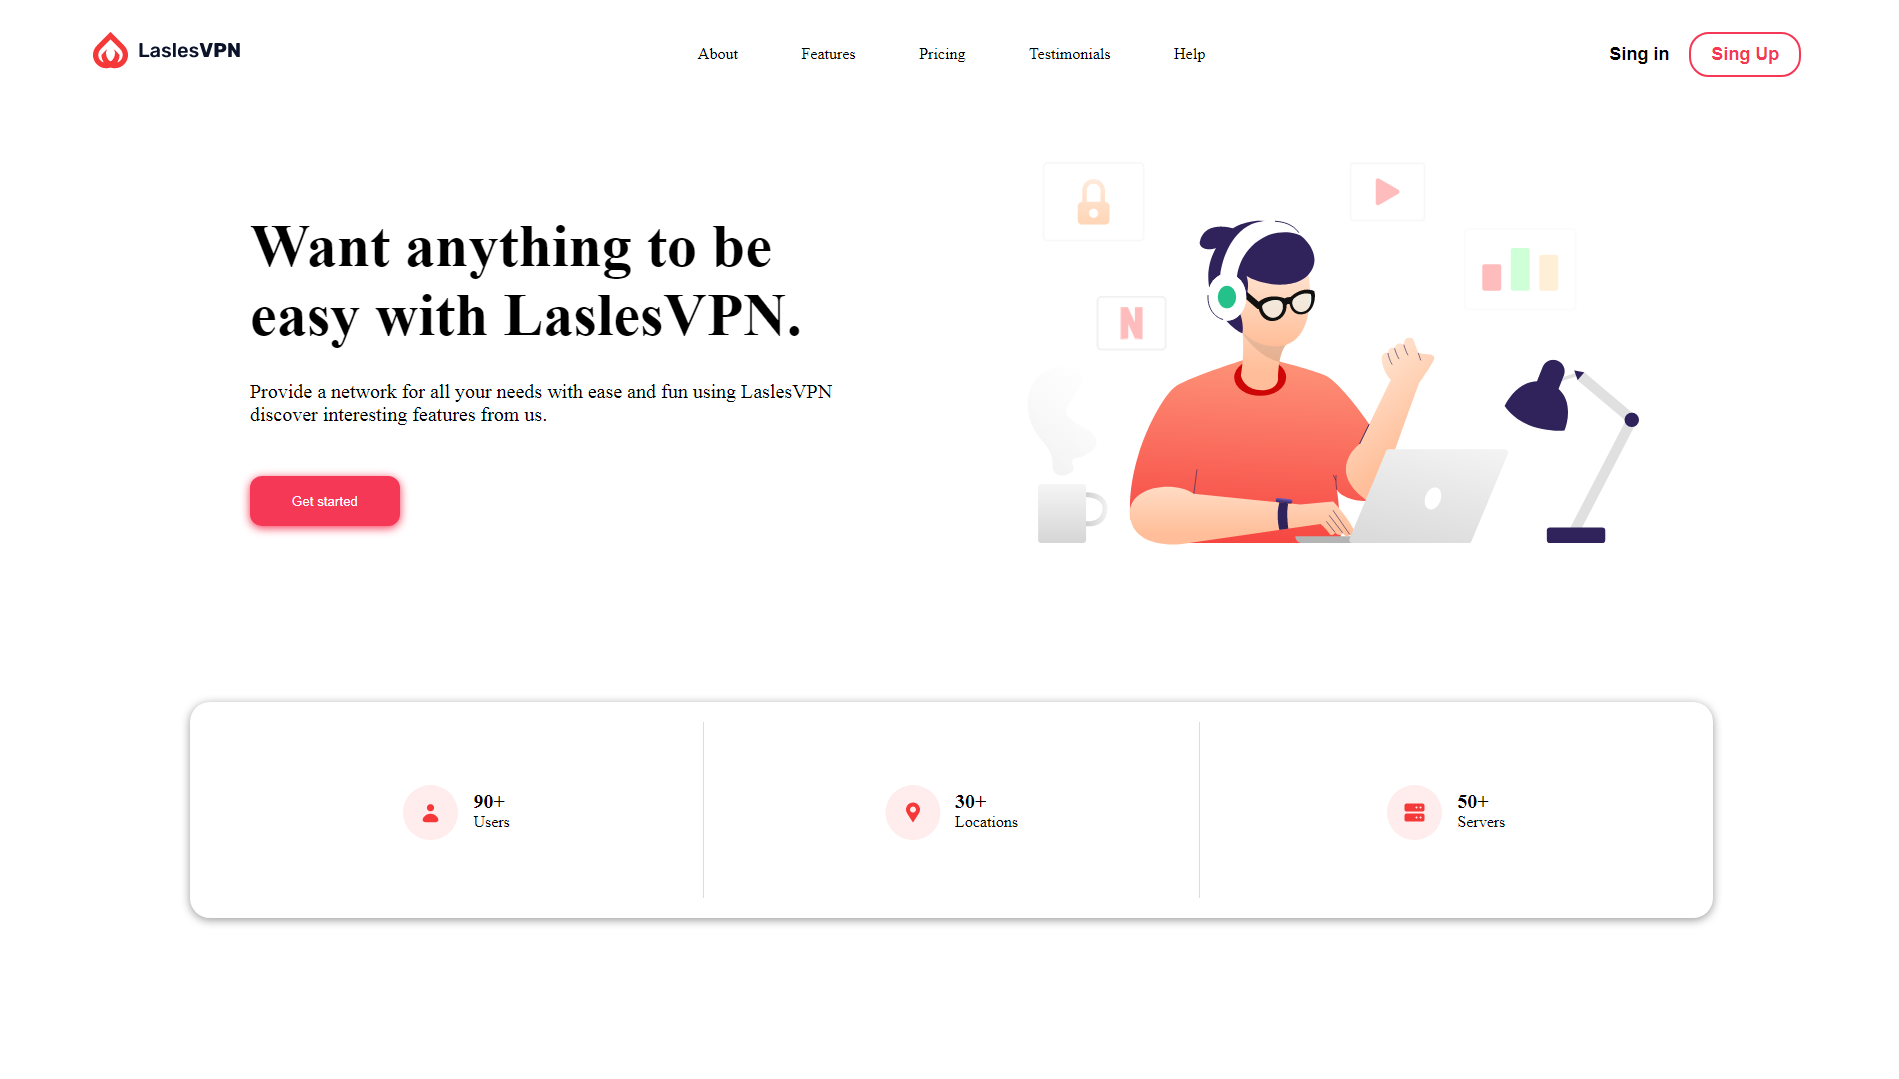 LaslesVPN
About
Features
Pricing
Testimonials
Help
Sing in
Sing Up
Want anything to be
easy with LaslesVPN.
Provide a network for all your needs with ease and fun using LaslesVPN
discover interesting features from us.
Get started
N
90+
Users
30+
Locations
50+
Servers